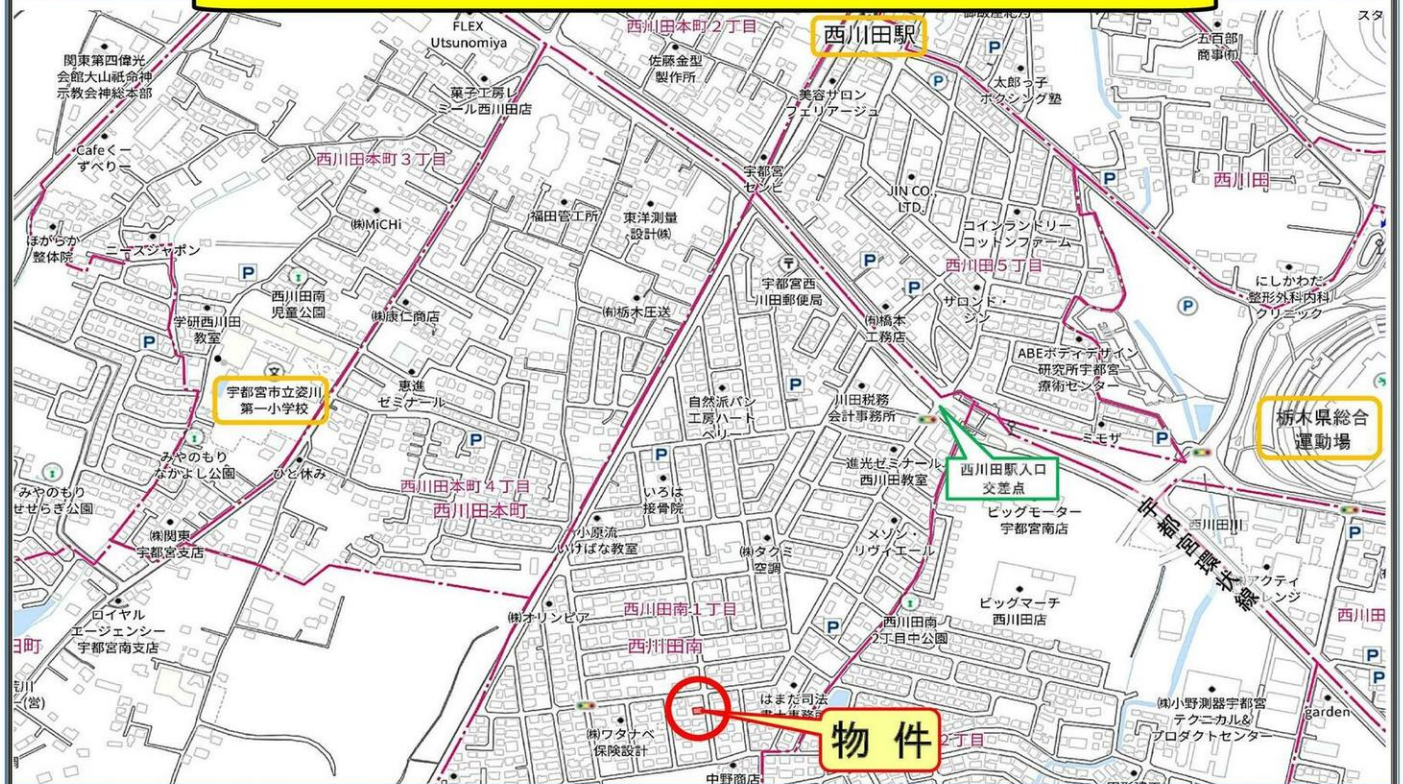 FLEX
Utsunomiya
西川田本町2丁目
西川田駅
関東第四偉光
会館大山祇命神
示教会神総本部
佐藤金型
製作所
五百部
商事㈲
菓子工房レ
ミール西川田店
美容サロン
フェリアージュ
太郎っ子
ボクシング塾
Cafeくー
ずべりー
西川田本町3丁目
宇都宮
センビ
西川田
JIN CO.,
LTD.
㈱MiCHi
福田管工所
東洋測量
設計㈱
ほがらか
整体院
ニーズジャポン
コインランドリー
コットンファーム
西川田5丁目
西川田南
児童公園
宇都宮西
川田郵便局
にしかわだ
整形外科内科
クリニック
サロンド・
シン
学研西川田
教室
㈱康仁商店
㈲栃木圧送
㈲橋本
工務店
ABEボディデザイン
研究所宇都宮
療術センター
宇都宮市立姿川
第一小学校
恵進
ゼミナール
自然派パン
工房ハート
ベリー
川田税務
会計事務所
栃木県総合
運動場
ミモザ
みやのもり
なかよし公園
ひと休み
進光ゼミナール
西川田教室
西川田駅入口
交差点
みやのもり
せせらぎ公園
西川田本町4丁目
西川田本町
いろは
接骨院
ビッグモーター
宇都宮南店
宇都宮環状線
西川田川
㈱関東
宇都宮支店
小原流
いけばな教室
㈱タクミ
空調
メゾン・
リヴィエール
ロイヤル
エージェンシー
宇都宮南支店
㈱オリンピア
西川田南1丁目
西川田南
西川田南
2丁目中公園
ビッグマーチ
西川田店
西川田
はまだ司法
㈱ワタナベ
保険設計
物件
2丁目
㈱小野測器宇都宮
テクニカル&
プロダクトセンター
garden
中野商店